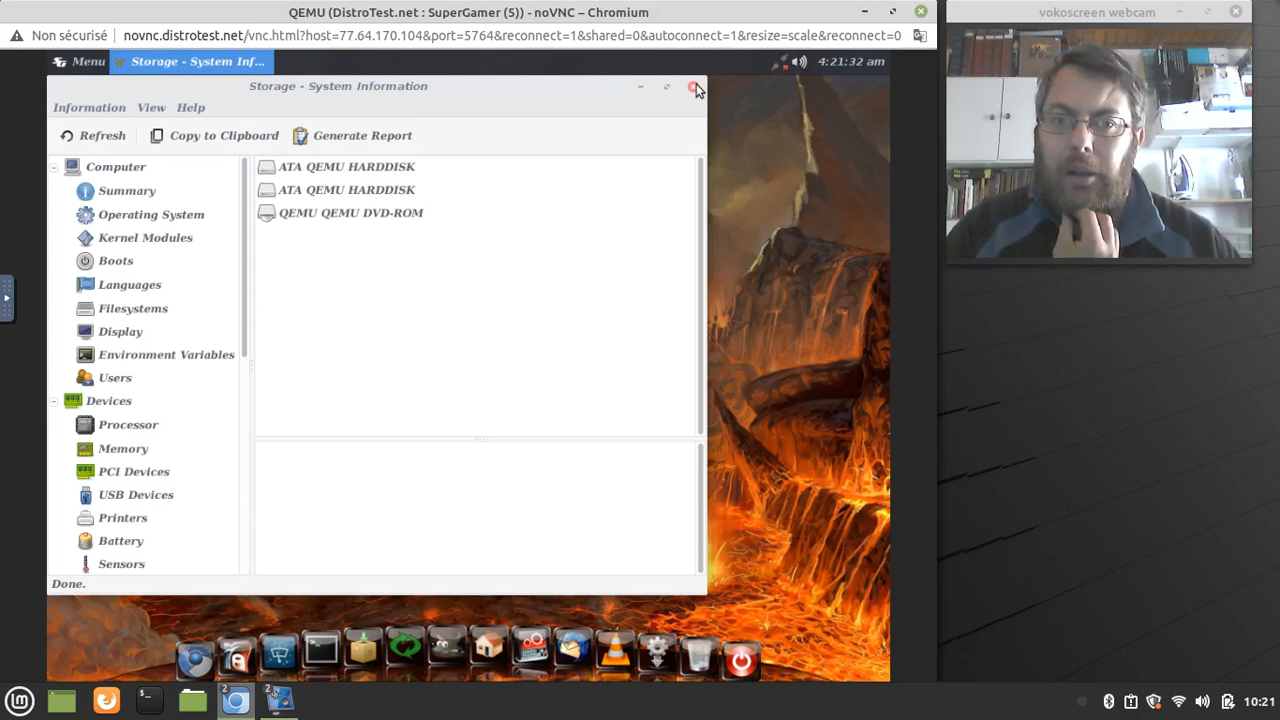 QEMU (DistroTest.net : SuperGamer (5)) - noVNC – Chromium
vokoscreen webcam
Non sécurisé
novnc.distrotest.net/vnc.html?host=77.64.170.104&port=5764&reconnect=1&shared=0&autoconnect=1&resize=scale&reconnect=0
Menu
Storage - System Inf...
4:21:32 am
Storage - System Information
Information View Help
Refresh
Copy to Clipboard
Generate Report
Computer
Summary
Operating System
Kernel Modules
Boots
Languages
Filesystems
Display
Environment Variables
Users
Devices
Processor
Memory
PCI Devices
USB Devices
Printers
Battery
Sensors
ATA QEMU HARDDISK
ATA QEMU HARDDISK
QEMU QEMU DVD-ROM
Done.
2
2
10:21